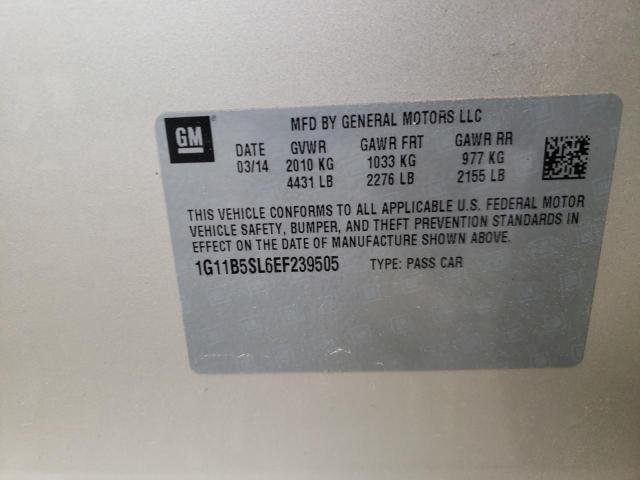 GM
MFD BY GENERAL MOTORS LLC
DATE GVWR GAWR FRT GAWR RR
03/14 2010 KG 1033 KG 977 KG
4431 LB 2276 LB 2155 LB
THIS VEHICLE CONFORMS TO ALL APPLICABLE U.S. FEDERAL MOTOR
VEHICLE SAFETY, BUMPER, AND THEFT PREVENTION STANDARDS IN
EFFECT ON THE DATE OF MANUFACTURE SHOWN ABOVE.
1G11B5SL6EF239505 TYPE: PASS CAR